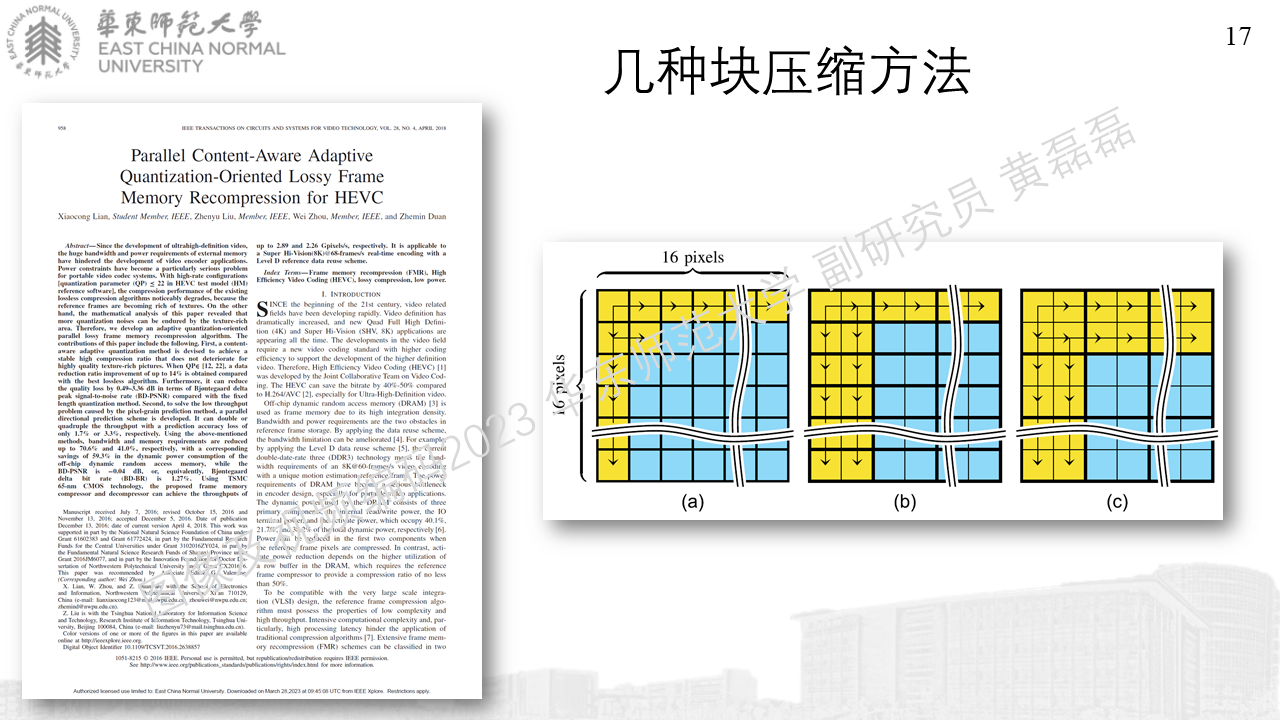 華東師範大學
EAST CHINA NORMAL
UNIVERSITY
EAST CHINA NORMAL UNIVERSITY
華東師範大學
17
几种块压缩方法
958
IEEE TRANSACTIONS ON CIRCUITS AND SYSTEMS FOR VIDEO TECHNOLOGY, VOL. 28, NO. 4, APRIL 2018
Parallel Content-Aware Adaptive
Quantization-Oriented Lossy Frame
Memory Recompression for HEVC
Xiaocong Lian, Student Member, IEEE, Zhenyu Liu, Member, IEEE, Wei Zhou, Member, IEEE, and Zhemin Duan
Abstract—Since the development of ultrahigh-definition video,
the huge bandwidth and power requirements of external memory
have hindered the development of video encoder applications.
Power constraints have become a particularly serious problem
for portable video codec systems. With high-rate configurations
[quantization parameter (QP) ≤ 22 in HEVC test model (HM)
reference software], the compression performance of the existing
lossless compression algorithms noticeably degrades, because the
reference frames are becoming rich of textures. On the other
hand, the mathematical analysis of this paper revealed that
more quantization noises can be endured by the texture-rich
area. Therefore, we develop an adaptive quantization-oriented
parallel lossy frame memory recompression algorithm. The
contributions of this paper include the following. First, a content-
aware adaptive quantization method is devised to achieve a
stable high compression ratio that does not deteriorate for
highly quality texture-rich pictures. When QP∈ [12, 22], a data
reduction ratio improvement of up to 14% is obtained compared
with the best lossless algorithm. Furthermore, it can reduce
the quality loss by 0.49–3.36 dB in terms of Bjøntegaard delta
peak signal-to-noise ratio (BD-PSNR) compared with the fixed
length quantization method. Second, to solve the low throughput
problem caused by the pixel-grain prediction method, a parallel
directional prediction scheme is developed. It can double or
quadruple the throughput with a prediction accuracy loss of
only 1.7% or 3.3%, respectively. Using the above-mentioned
methods, bandwidth and memory requirements are reduced
up to 70.6% and 41.0%, respectively, with a corresponding
savings of 59.3% in the dynamic power consumption of the
off-chip dynamic random access memory, while the
BD-PSNR is −0.04 dB, or, equivalently, Bjøntegaard
delta bit rate (BD-BR) is 1.27%. Using TSMC
65-nm CMOS technology, the proposed frame memory
compressor and decompressor can achieve the throughputs of
Manuscript received July 7, 2016; revised October 15, 2016 and
November 13, 2016; accepted December 5, 2016. Date of publication
December 13, 2016; date of current version April 4, 2018. This work was
supported in part by the National Natural Science Foundation of China under
Grant 61602383 and Grant 61772424, in part by the Fundamental Research
Funds for the Central Universities under Grant 3102016ZY024, in part by
the Fundamental Science Research Funds of Shaanxi Province under
Grant 2016JM6077, and in part by the Innovation Foundation for Doctor Dis-
sertation of Northwestern Polytechnical University under Grant
This paper was recommended by Associate Editor
(Corresponding author: Wei Zhou.)
X. Lian, W. Zhou, and Z. Duan are with the School of Electronics
and Information, Northwestern Polytechnical University, Xi'an 710129,
China (e-mail: lianxiaocong123@mail.nwpu.edu.cn; zhouwei@nwpu.edu.cn;
zhemind@nwpu.edu.cn).
Z. Liu is with the Tsinghua National Laboratory for Information Science
and Technology, Research Institute of Information Technology, Tsinghua Uni-
versity, Beijing 100084, China (e-mail: liuzhenyu73@mail.tsinghua.edu.cn).
Color versions of one or more of the figures in this paper are available
online at http://ieeexplore.ieee.org.
Digital Object Identifier 10.1109/TCSVT.2016.2638857
up to 2.89 and 2.26 Gpixels/s, respectively. It is applicable to
a Super Hi-Vision(8K)@68-frames/s real-time encoding with a
Level D reference data reuse scheme.
Index Terms—Frame memory recompression (FMR), High
Efficiency Video Coding (HEVC), lossy compression, low power.
I. INTRODUCTION
SINCE the beginning of the 21st century, video related
fields have been developing rapidly. Video definition has
dramatically increased, and new Quad Full High Defini-
tion (4K) and Super Hi-Vision (SHV, 8K) applications are
appearing all the time. The developments in the video field
require a new video coding standard with higher coding
efficiency to support the development of the higher definition
video. Therefore, High Efficiency Video Coding (HEVC) [1]
was developed by the Joint Collaborative Team on Video Cod-
ing. The HEVC can save the bitrate by 40%-50% compared
to H.264/AVC [2], especially for Ultra-High-Definition video.
Off-chip dynamic random access memory (DRAM) [3] is
used as frame memory due to its high integration density.
Bandwidth and power requirements are the two obstacles in
reference frame storage. By applying the data reuse scheme,
the bandwidth limitation can be ameliorated [4]. For example,
by applying the Level D data reuse scheme [5], the current
double-date-rate three (DDR3) technology meets the band-
width requirements of an 8K@60-frames/s video encoding
with a unique motion estimation reference frame. The power
requirements of DRAM have become a serious bottleneck
in encoder design, especially for portable video applications.
The dynamic power used by the DRAM consists of three
primary components, the internal read/write power, the IO
terminal power, and the activate power, which occupy 40.1%,
of the total dynamic power, respectively [6].
Power can be reduced in the first two components when
the reference frame pixels are compressed. In contrast, acti-
vate power reduction depends on the higher utilization of
a row buffer in the DRAM, which requires the reference
frame compressor to provide a compression ratio of no less
than 50%.
To be compatible with the very large scale integra-
tion (VLSI) design, the reference frame compression algo-
rithm must possess the properties of low complexity and
high throughput. Intensive computational complexity and, par-
ticularly, high processing latency hinder the application of
traditional compression algorithms [7]. Extensive frame mem-
ory recompression (FMR) schemes can be classified in two
1051-8215 © 2016 IEEE. Personal use is permitted, but republication/redistribution requires IEEE permission.
See http://www.ieee.org/publications_standards/publications/rights/index.html for more information.
Authorized licensed use limited to: East China Normal University. Downloaded on March 28,2023 at 09:45:06 UTC from IEEE Xplore. Restrictions apply.
16 pixels
16 pixels
(a)
(b)
(c)
图像及视频编码2023 华东师范大学 副研究员 黄磊磊